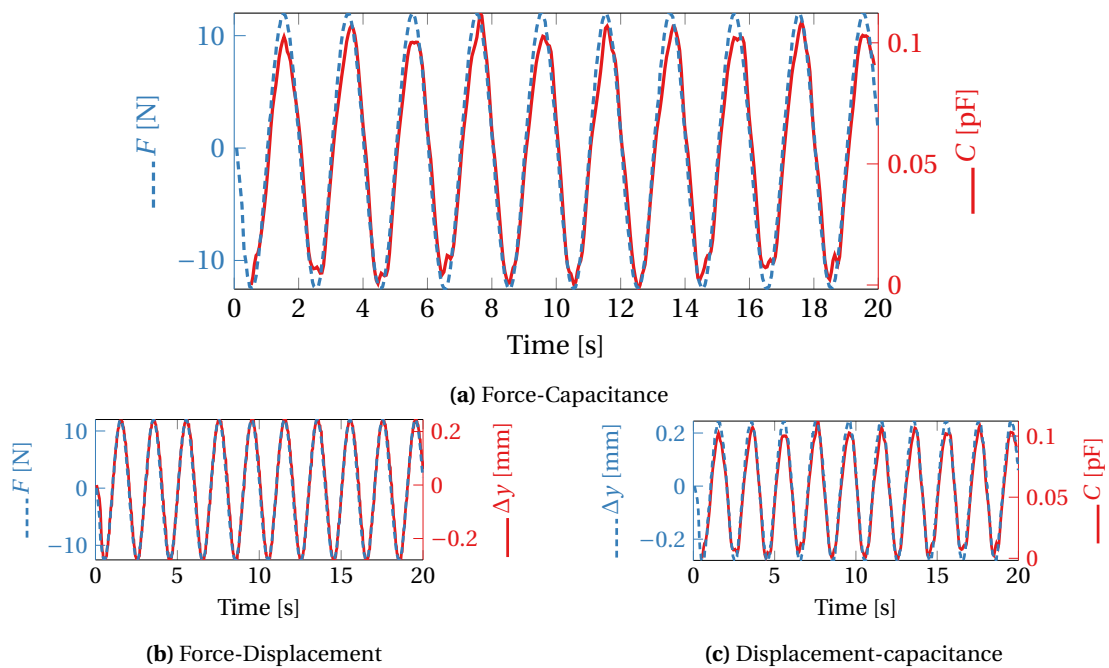 10
0
−10
F [N]
0.1
0.05
0
C [pF]
0 2 4 6 8 10 12 14 16 18 20
Time [s]
(a) Force-Capacitance
10
0
−10
F [N]
0.2
0
−0.2
Δy [mm]
0 5 10 15 20
Time [s]
(b) Force-Displacement
0.2
0
−0.2
Δy [mm]
0.1
0.05
0
C [pF]
0 5 10 15 20
Time [s]
(c) Displacement-capacitance